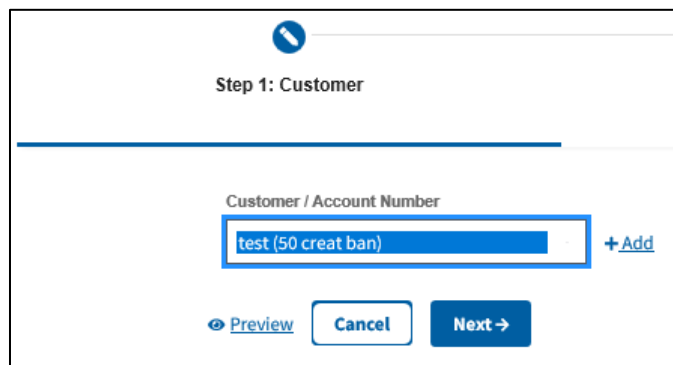 Step 1: Customer
Customer / Account Number
test (50 creat ban)
+ Add
Preview Cancel Next →